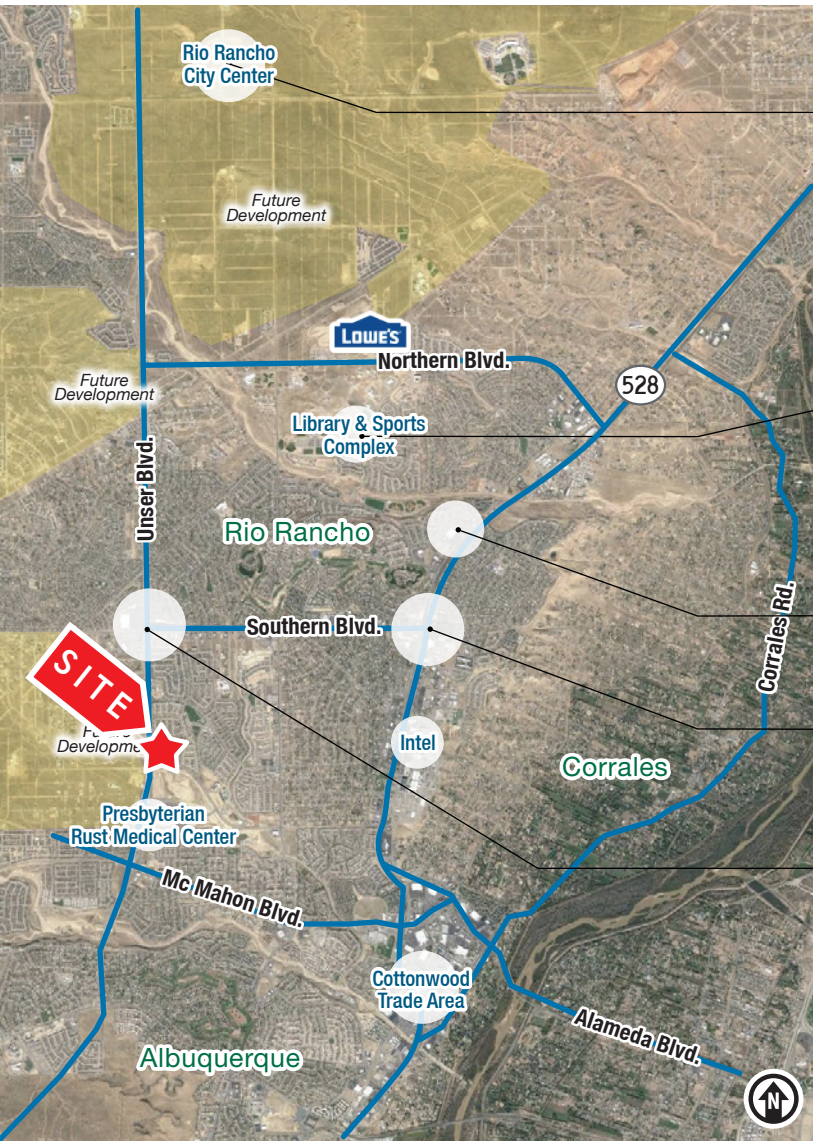 Rio Rancho
City Center
Future
Development
LOWE'S
Northern Blvd.
528
Future
Development
Library & Sports
Complex
Unser Blvd.
Rio Rancho
Southern Blvd.
Corrales Rd.
SITE
Future
Developme
Intel
Corrales
Presbyterian
Rust Medical Center
Mc Mahon Blvd.
Cottonwood
Trade Area
Alameda Blvd.
Albuquerque
N